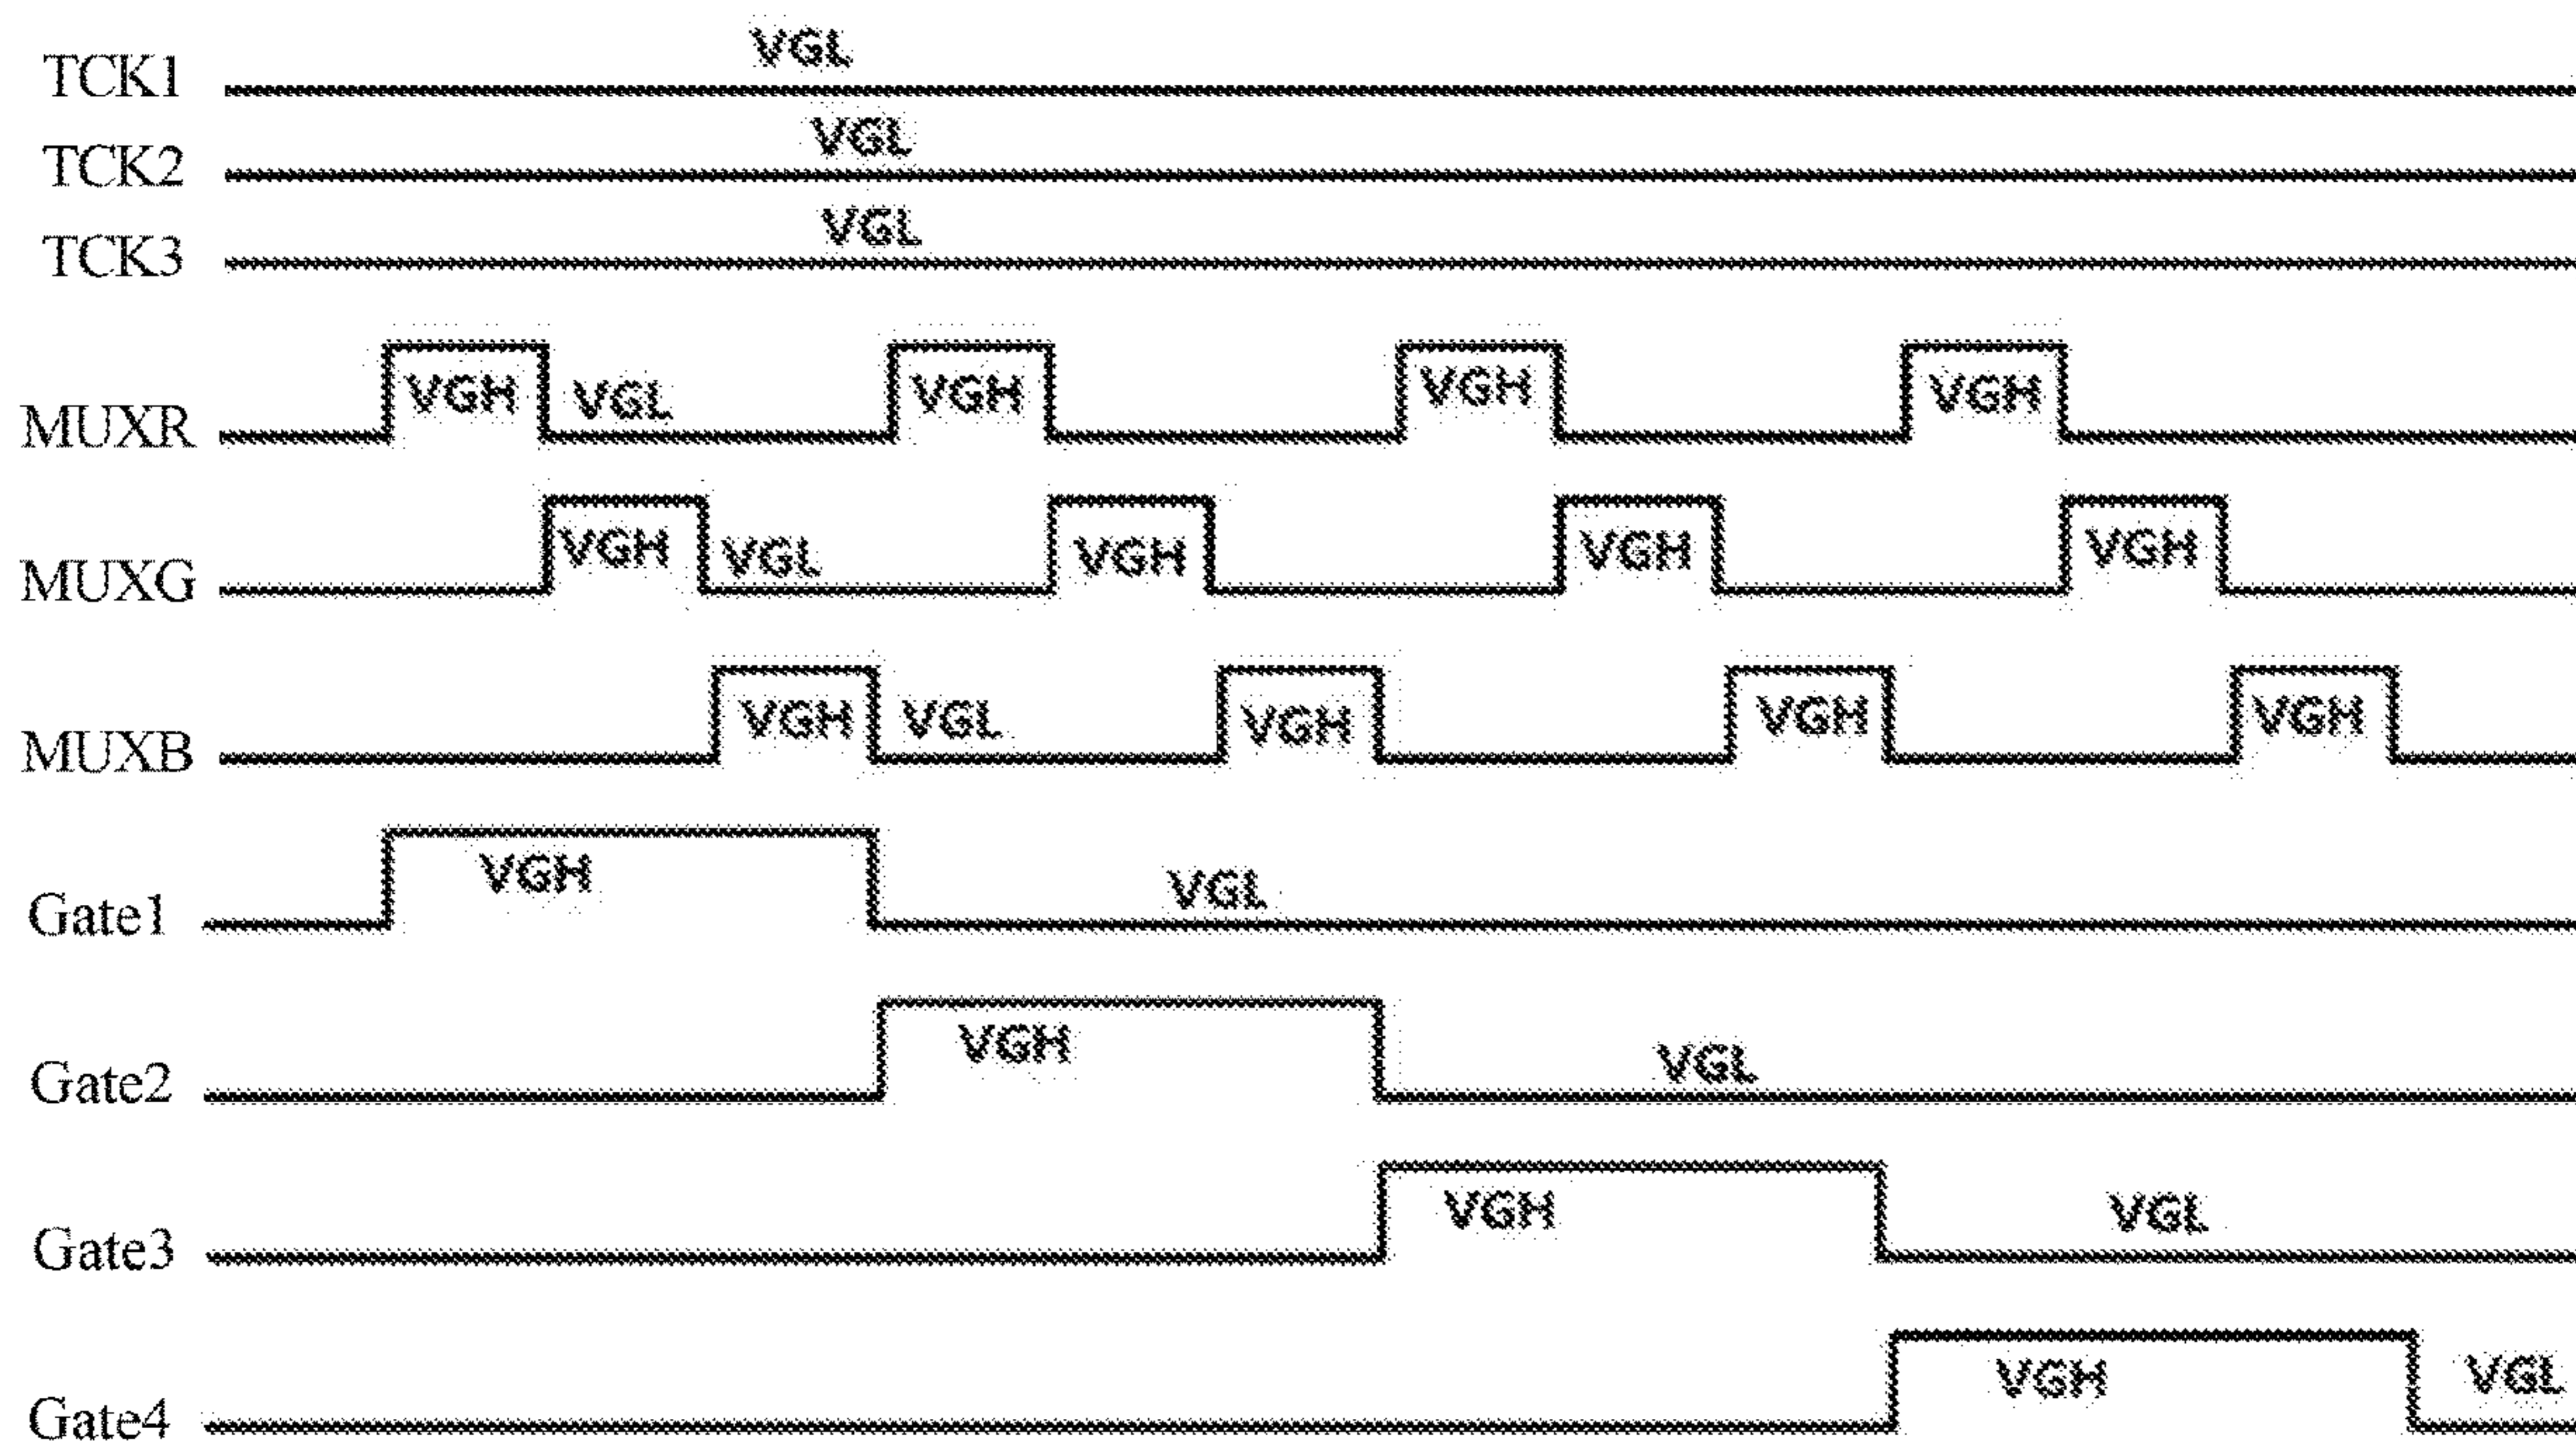 VGL
TCK1
VGL
TCK2
VGL
TCK3
MUXR VGH VGL VGH VGH VGH
MUXG VGH VGL VGH VGH VGH
MUXB VGH VGL VGH VGH VGH
Gate1 VGH VGL
Gate2 VGH VGL
Gate3 VGH VGL
Gate4 VGH VGL